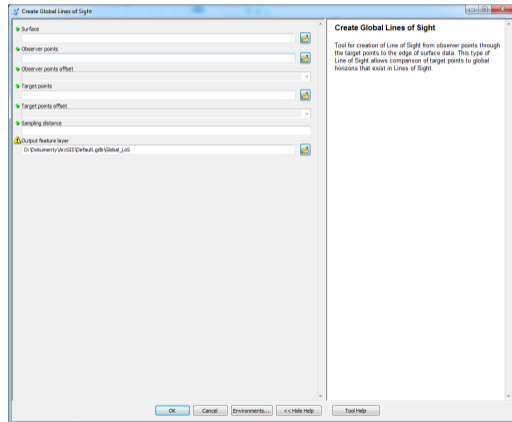 Create Global Lines of Sight
Surface
Observer points
Observer points offset
Target points
Target points offset
Sampling distance
Output feature layer
D:\Dokumenty\ArcGIS\Default.gdb\Global_LoS
OK
Cancel
Environments...
<< Hide Help
Create Global Lines of Sight
Tool for creation of Line of Sight from observer points through
the target points to the edge of surface data. This type of
Line of Sight allows comparison of target points to global
horizons that exist in Lines of Sight.
Tool Help